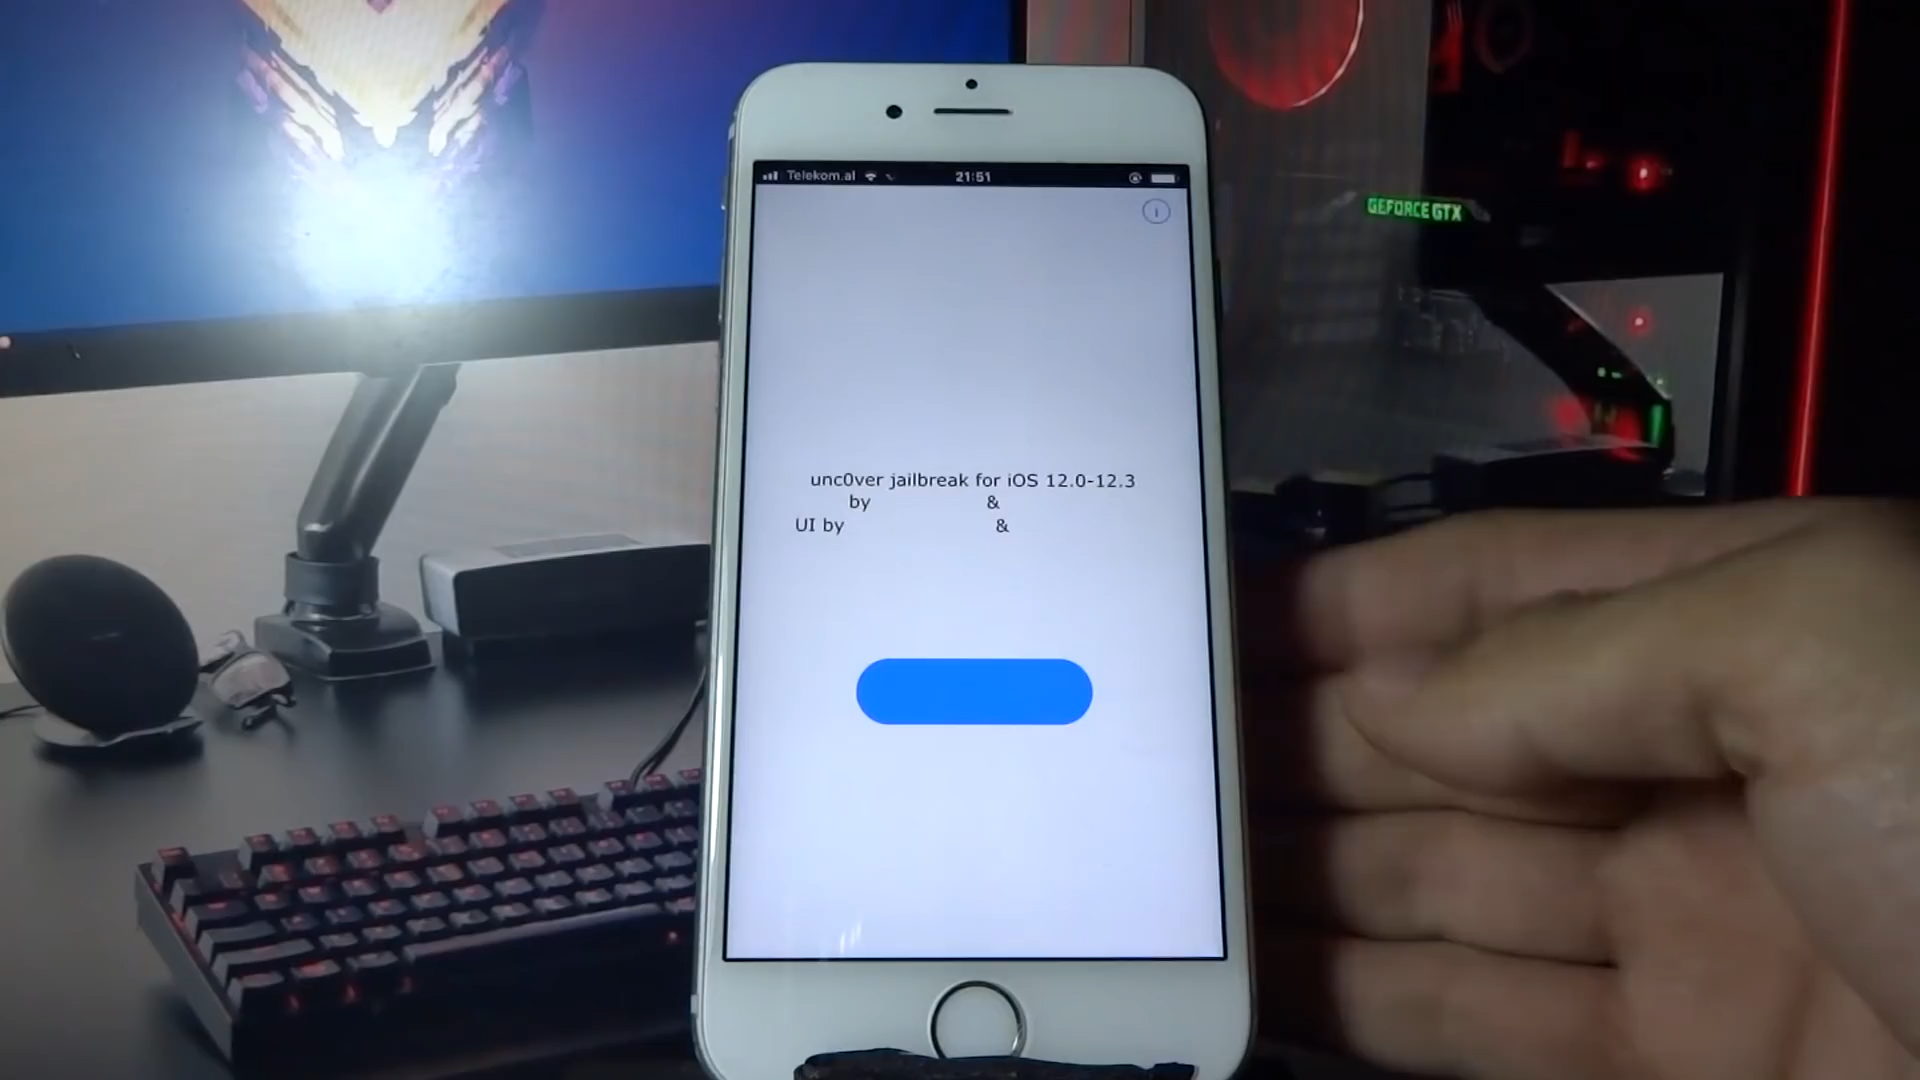 Telekom.al 21:51
GEFORCE GTX
unc0ver jailbreak for iOS 12.0-12.3
by &
UI by &